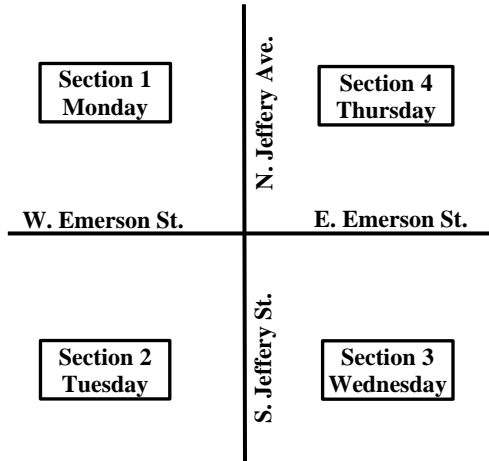 Section 1
Monday
N. Jeffery Ave.
Section 4
Thursday
W. Emerson St.
E. Emerson St.
Section 2
Tuesday
S. Jeffery St.
Section 3
Wednesday